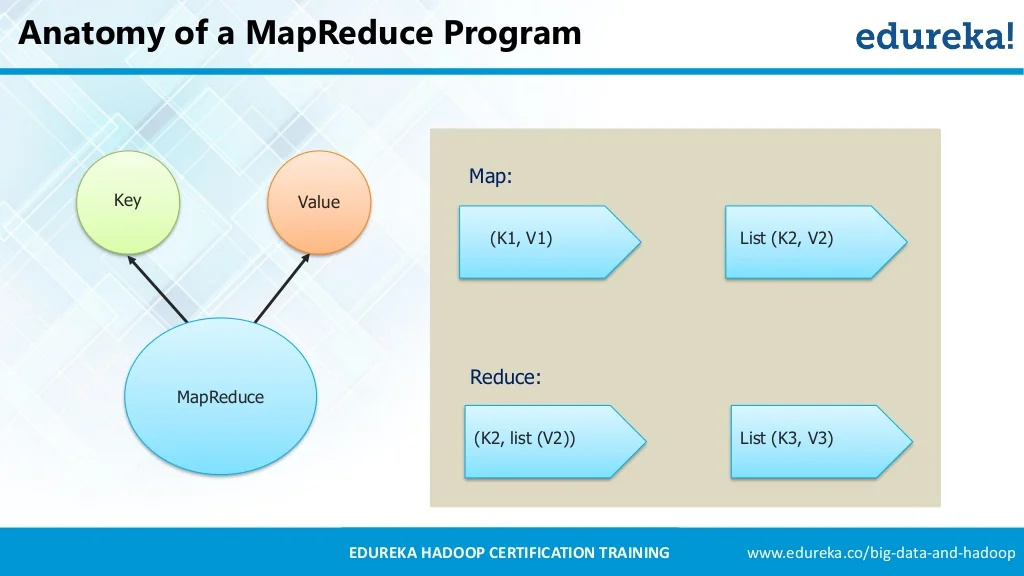 Anatomy of a MapReduce Program
edureka!
Key
Value
MapReduce
Map:
(K1, V1)
List (K2, V2)
Reduce:
(K2, list (V2))
List (K3, V3)
EDUREKA HADOOP CERTIFICATION TRAINING
www.edureka.co/big-data-and-hadoop